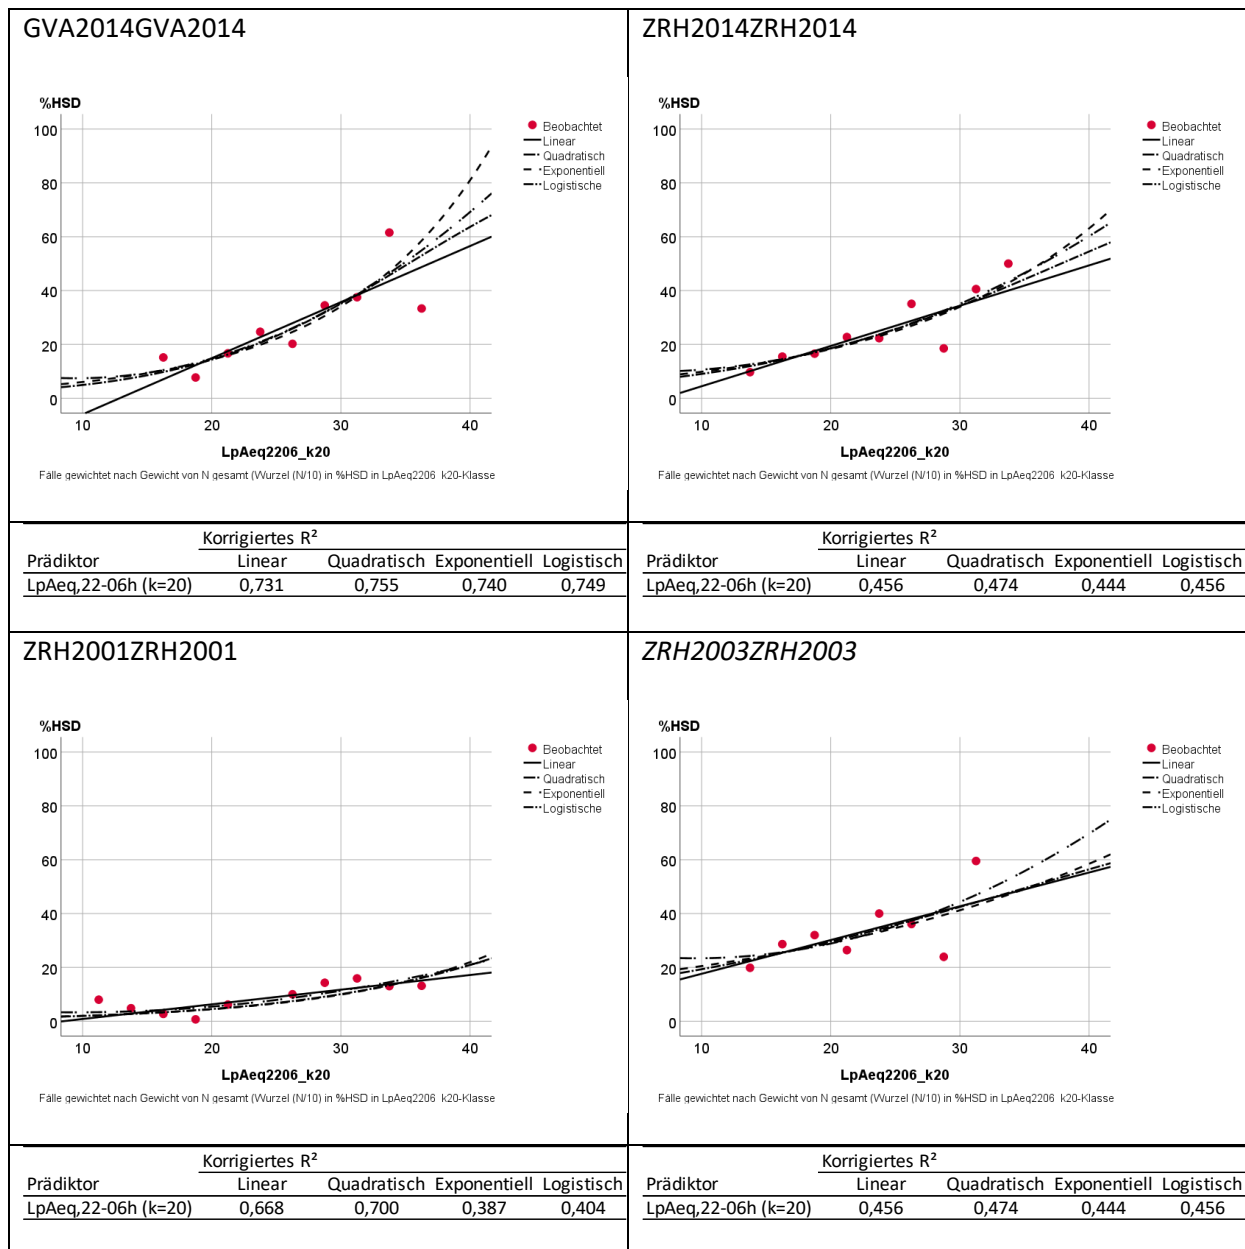 GVA2014GVA2014
%HSD
100
80
60
40
20
0
10 20 30 40
LpAeq2206_k20
Beobachtet
Linear
Quadratisch
Exponentiell
Logistische
Fälle gewichtet nach Gewicht von N gesamt (Wurzel (N/10) in %HSD in LpAeq2206_k20-Klasse
Korrigiertes R²
Prädiktor Linear Quadratisch Exponentiell Logistisch
LpAeq,22-06h (k=20) 0,731 0,755 0,740 0,749
ZRH2014ZRH2014
%HSD
100
80
60
40
20
0
10 20 30 40
LpAeq2206_k20
Beobachtet
Linear
Quadratisch
Exponentiell
Logistische
Fälle gewichtet nach Gewicht von N gesamt (Wurzel (N/10) in %HSD in LpAeq2206_k20-Klasse
Korrigiertes R²
Prädiktor Linear Quadratisch Exponentiell Logistisch
LpAeq,22-06h (k=20) 0,456 0,474 0,444 0,456
ZRH2001ZRH2001
%HSD
100
80
60
40
20
0
10 20 30 40
LpAeq2206_k20
Beobachtet
Linear
Quadratisch
Exponentiell
Logistische
Fälle gewichtet nach Gewicht von N gesamt (Wurzel (N/10) in %HSD in LpAeq2206_k20-Klasse
Korrigiertes R²
Prädiktor Linear Quadratisch Exponentiell Logistisch
LpAeq,22-06h (k=20) 0,668 0,700 0,387 0,404
ZRH2003ZRH2003
%HSD
100
80
60
40
20
0
10 20 30 40
LpAeq2206_k20
Beobachtet
Linear
Quadratisch
Exponentiell
Logistische
Fälle gewichtet nach Gewicht von N gesamt (Wurzel (N/10) in %HSD in LpAeq2206_k20-Klasse
Korrigiertes R²
Prädiktor Linear Quadratisch Exponentiell Logistisch
LpAeq,22-06h (k=20) 0,456 0,474 0,444 0,456